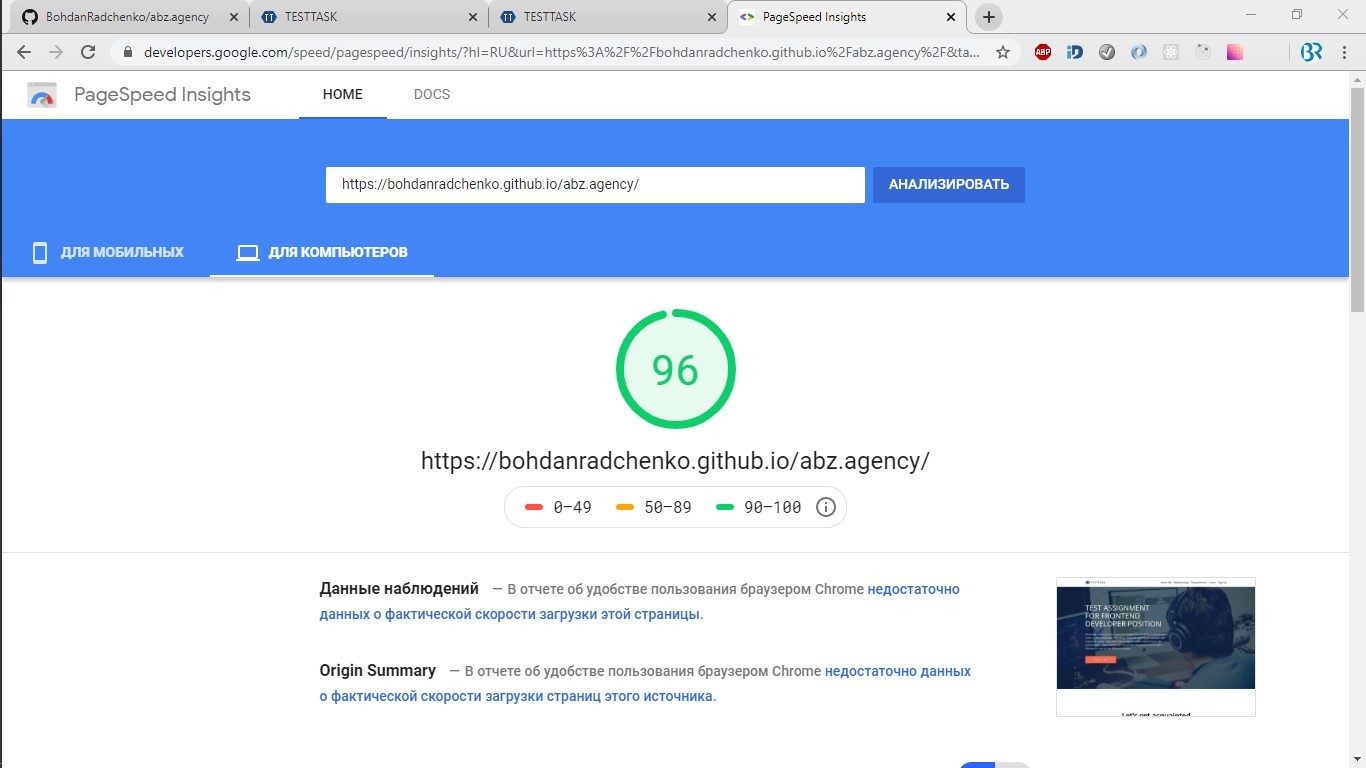 BohdanRadchenko/abz.agency
TESTTASK
TESTTASK
PageSpeed Insights
developers.google.com/speed/pagespeed/insights/?hl=RU&url=https%3A%2F%2Fbohdanradchenko.github.io%2Fabz.agency%2F&ta...
ABP
PageSpeed Insights
HOME
DOCS
https://bohdanradchenko.github.io/abz.agency/
АНАЛИЗИРОВАТЬ
ДЛЯ МОБИЛЬНЫХ
ДЛЯ КОМПЬЮТЕРОВ
96
https://bohdanradchenko.github.io/abz.agency/
0–49 50–89 90–100
Данные наблюдений — В отчете об удобстве пользования браузером Chrome недостаточно
данных о фактической скорости загрузки этой страницы.
Origin Summary — В отчете об удобстве пользования браузером Chrome недостаточно данных
о фактической скорости загрузки страниц этого источника.
TEST ASSIGNMENT
FOR FRONTEND
DEVELOPER POSITION
Let's get acquainted